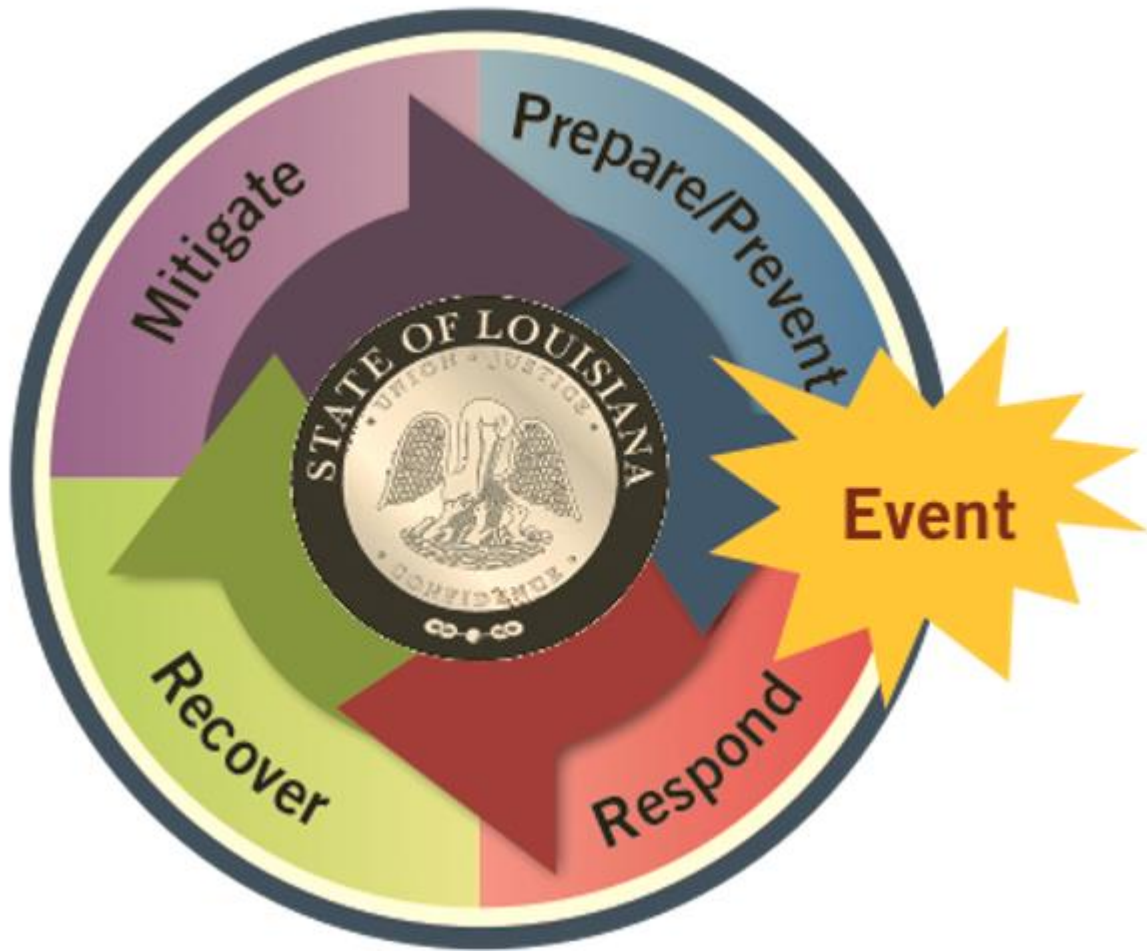 Mitigate
Prepare/Prevent
STATE OF LOUISIANA
UNION · JUSTICE
CONFIDENCE
Event
Recover
Respond